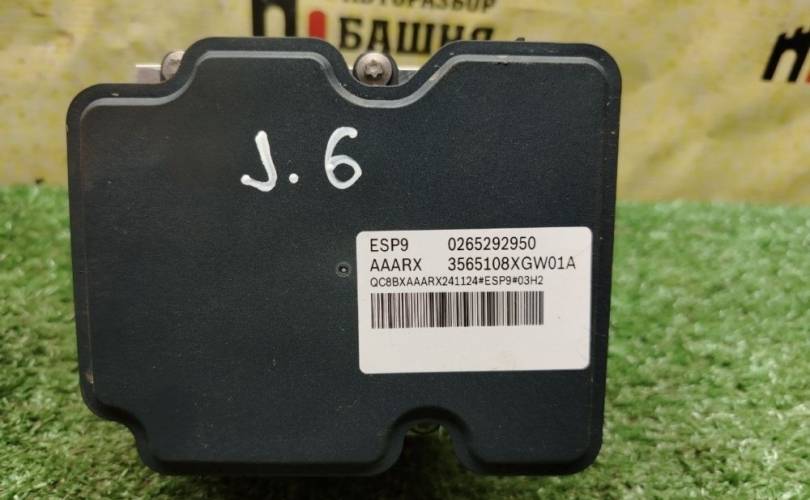 АВТОРАЗБОР
БАШНЯ
J.6
ESP9 0265292950
AAARX 3565108XGW01A
QC8BXAAARX241124#ESP9#03H2